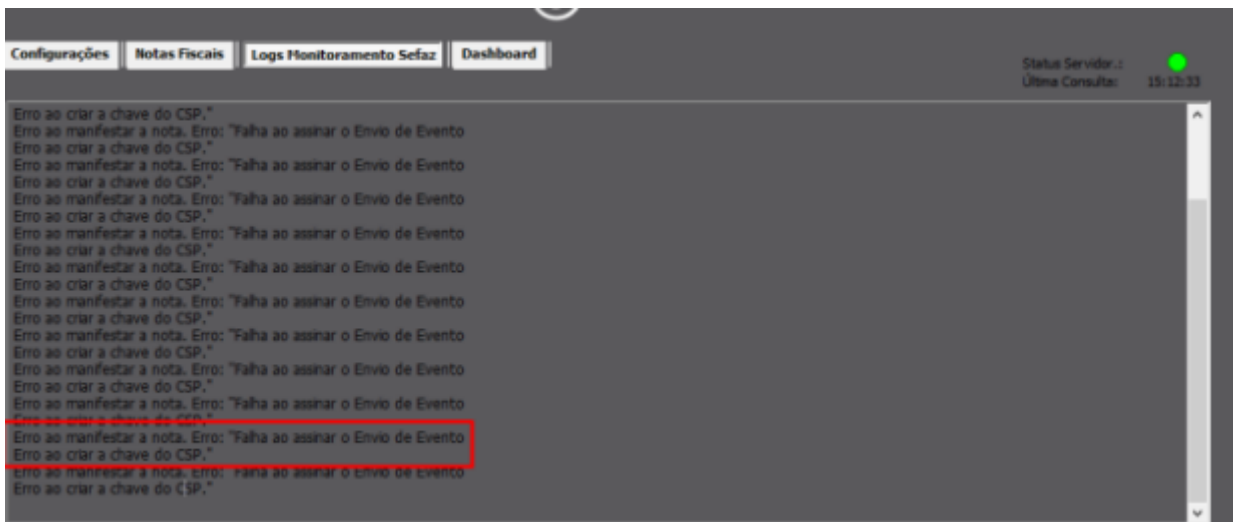 Configurações
Notas Fiscais
Logs Monitoramento Sefaz
Dashboard
Status Servidor.:
Última Consulta: 15:12:33
Erro ao criar a chave do CSP."
Erro ao manifestar a nota. Erro: "Falha ao assinar o Envio de Evento
Erro ao criar a chave do CSP."
Erro ao manifestar a nota. Erro: "Falha ao assinar o Envio de Evento
Erro ao criar a chave do CSP."
Erro ao manifestar a nota. Erro: "Falha ao assinar o Envio de Evento
Erro ao criar a chave do CSP."
Erro ao manifestar a nota. Erro: "Falha ao assinar o Envio de Evento
Erro ao criar a chave do CSP."
Erro ao manifestar a nota. Erro: "Falha ao assinar o Envio de Evento
Erro ao criar a chave do CSP."
Erro ao manifestar a nota. Erro: "Falha ao assinar o Envio de Evento
Erro ao criar a chave do CSP."
Erro ao manifestar a nota. Erro: "Falha ao assinar o Envio de Evento
Erro ao criar a chave do CSP."
Erro ao manifestar a nota. Erro: "Falha ao assinar o Envio de Evento
Erro ao criar a chave do CSP."
Erro ao manifestar a nota. Erro: "Falha ao assinar o Envio de Evento
Erro ao criar a chave do CSP."
Erro ao manifestar a nota. Erro: "Falha ao assinar o Envio de Evento
Erro ao criar a chave do CSP."
Erro ao manifestar a nota. Erro: "Falha ao assinar o Envio de Evento
Erro ao criar a chave do CSP."